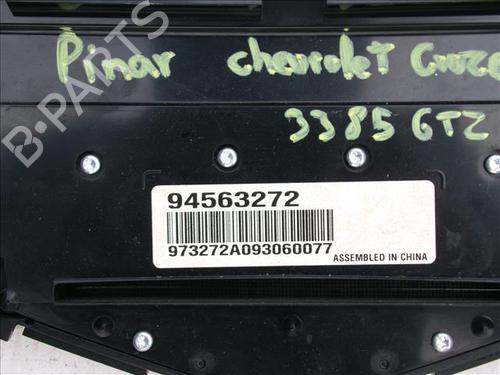 Pinar chevrolet Cruze
3385 GTZ
94563272
973272A093060077
ASSEMBLED IN CHINA
B-PARTS